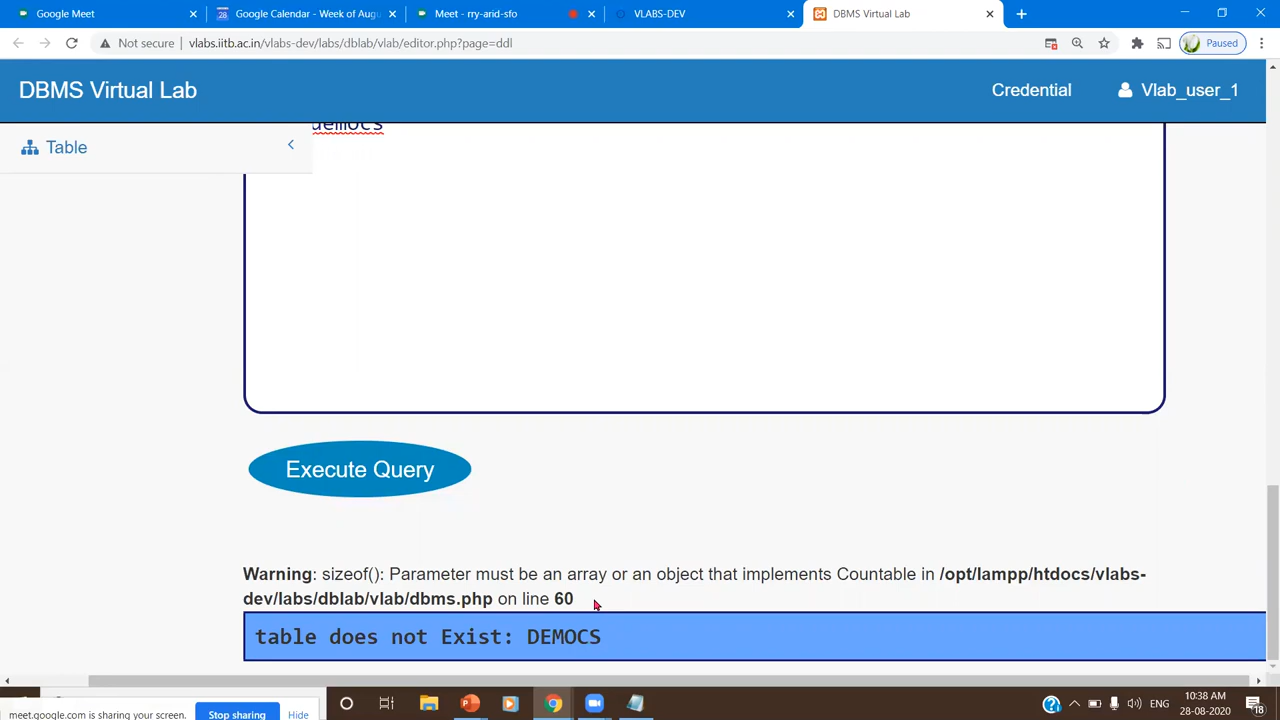 Google Meet
Google Calendar - Week of Augu
Meet - rry-arid-sfo
VLABS-DEV
DBMS Virtual Lab
Not secure
vlabs.iitb.ac.in/vlabs-dev/labs/dblab/vlab/editor.php?page=ddl
Paused
DBMS Virtual Lab
Credential
Vlab_user_1
democs
Table
Execute Query
Warning: sizeof(): Parameter must be an array or an object that implements Countable in /opt/lampp/htdocs/vlabs-
dev/labs/dblab/vlab/dbms.php on line 60
table does not Exist: DEMOCS
10:38 AM
ENG
28-08-2020
18
meet.google.com is sharing your screen.
Stop sharing
Hide